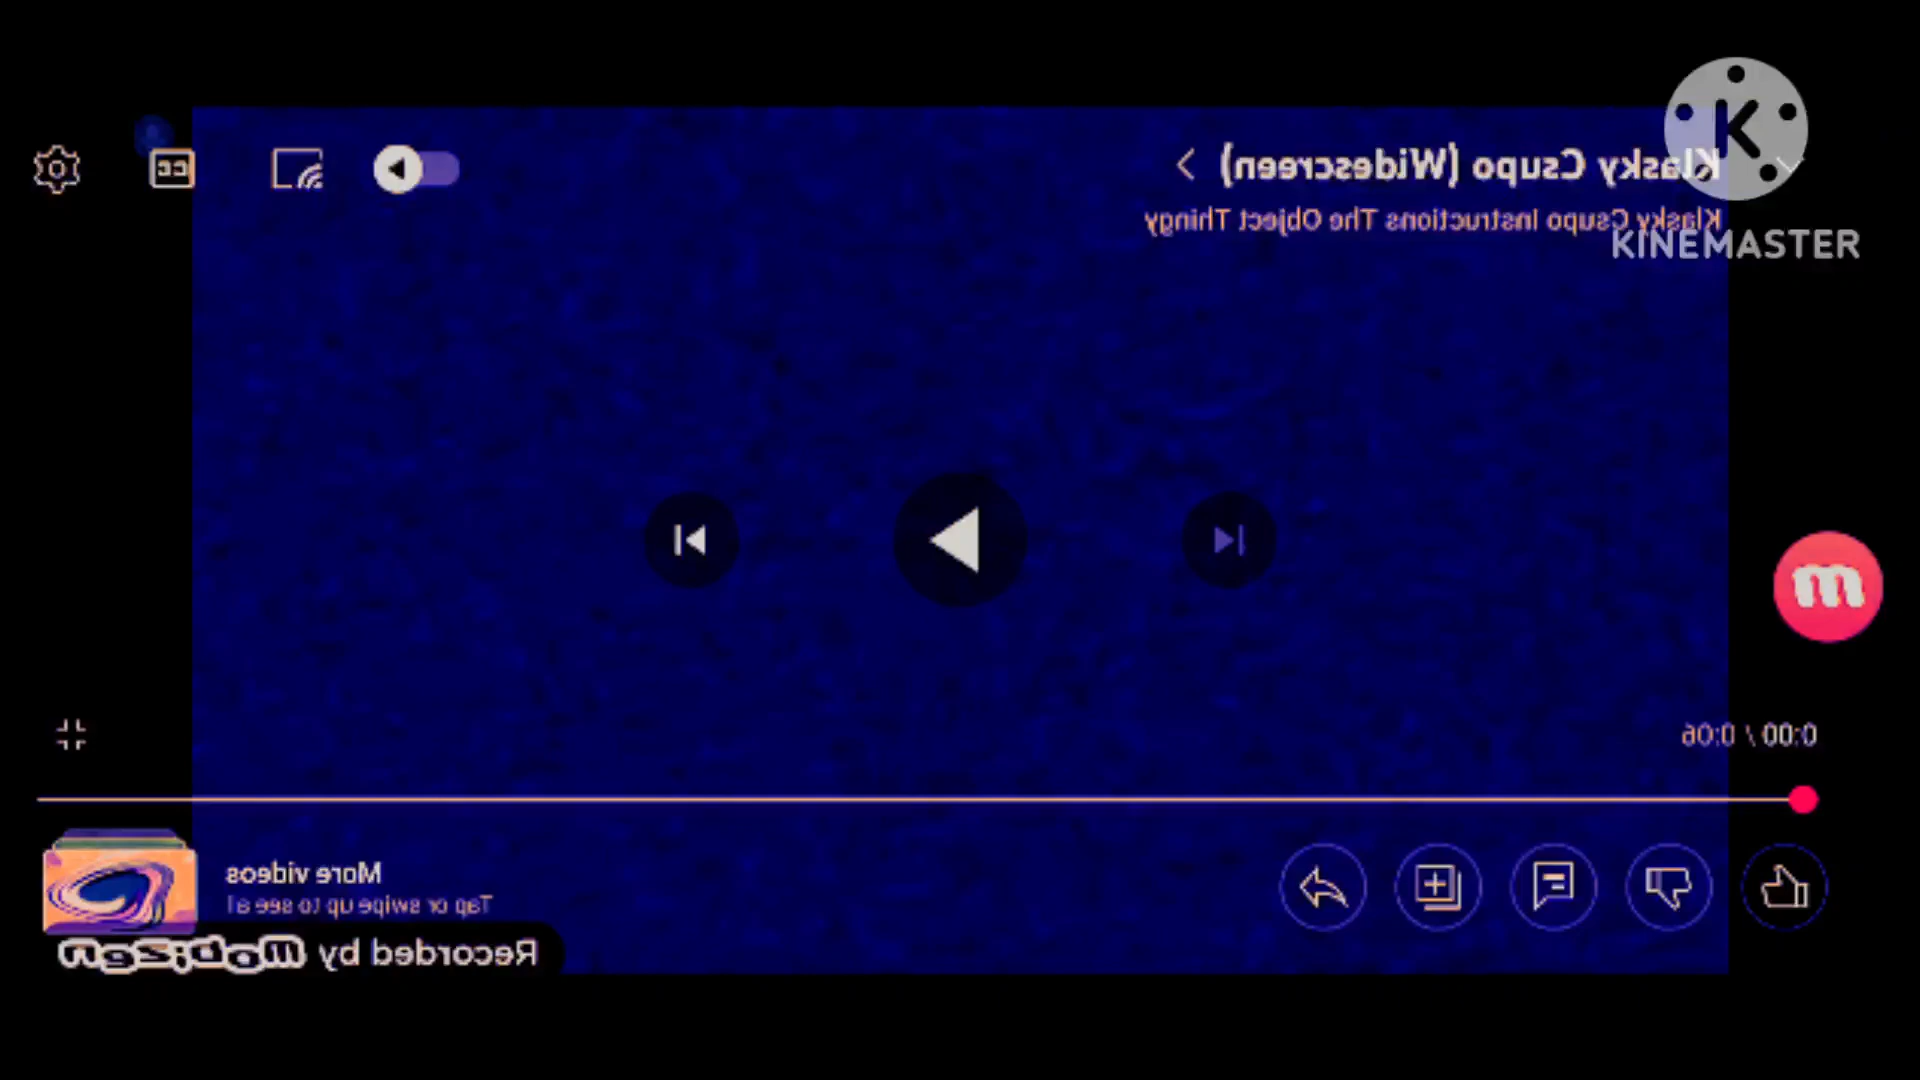 K
KINEMASTER
Klasky Csupo (Widescreen)
Klasky Csupo Instructions The Object Thingy
CC
m
0:00 / 0:06
More videos
Tap or swipe up to see al
Recorded by Mobizen